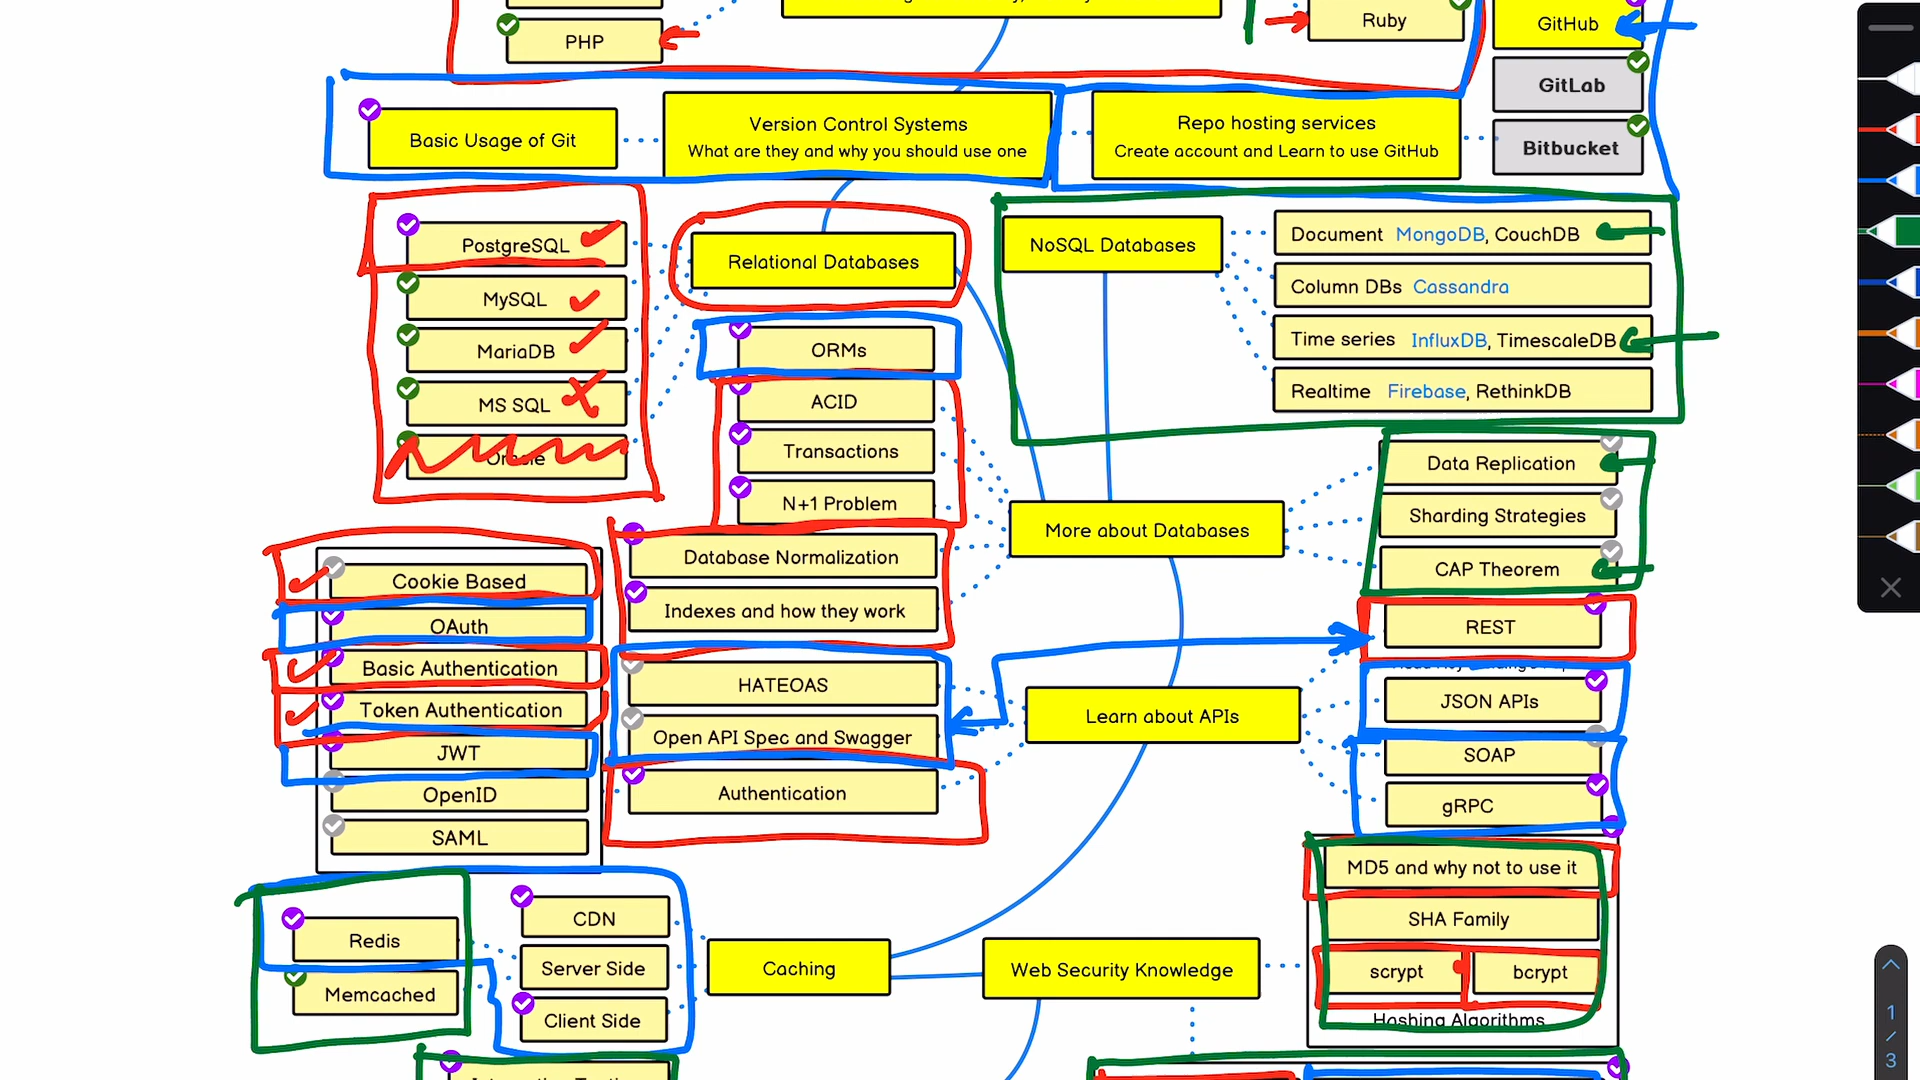 PHP
Ruby
GitHub
GitLab
Bitbucket
Basic Usage of Git
Version Control Systems
What are they and why you should use one
Repo hosting services
Create account and Learn to use GitHub
PostgreSQL
MySQL
MariaDB
MS SQL
Oracle
Relational Databases
NoSQL Databases
Document MongoDB, CouchDB
Column DBs Cassandra
Time series InfluxDB, TimescaleDB
Realtime Firebase, RethinkDB
ORMs
ACID
Transactions
N+1 Problem
Database Normalization
Indexes and how they work
More about Databases
Data Replication
Sharding Strategies
CAP Theorem
Cookie Based
OAuth
Basic Authentication
Token Authentication
JWT
OpenID
SAML
HATEOAS
Open API Spec and Swagger
Authentication
Learn about APIs
REST
JSON APIs
SOAP
gRPC
MD5 and why not to use it
SHA Family
scrypt
bcrypt
Hashing Algorithms
Redis
Memcached
CDN
Server Side
Client Side
Caching
Web Security Knowledge
1
/
3